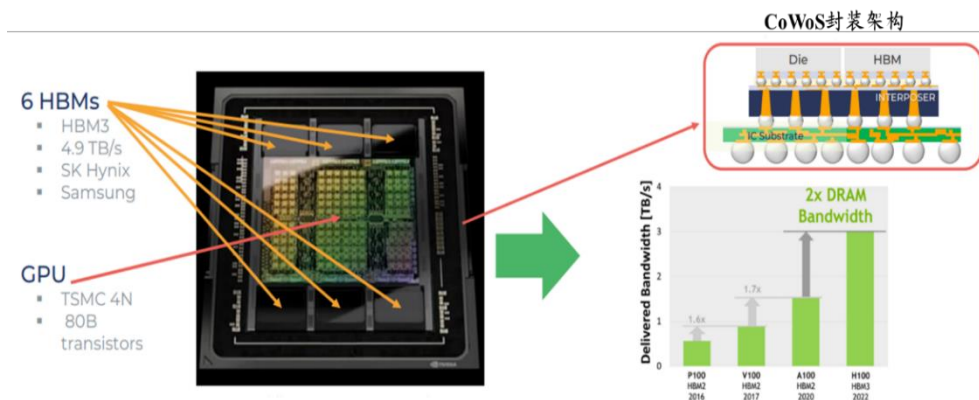 CoWoS封装架构
6 HBMs
HBM3
4.9 TB/s
SK Hynix
Samsung
GPU
TSMC 4N
80B
transistors
Die
HBM
INTERPOSER
IC Substrate
2x DRAM
Bandwidth
Delivered Bandwidth [TB/s]
4
3
2
1
0
1.6x
1.7x
P100
HBM2
2016
V100
HBM2
2017
A100
HBM2
2020
H100
HBM3
2022